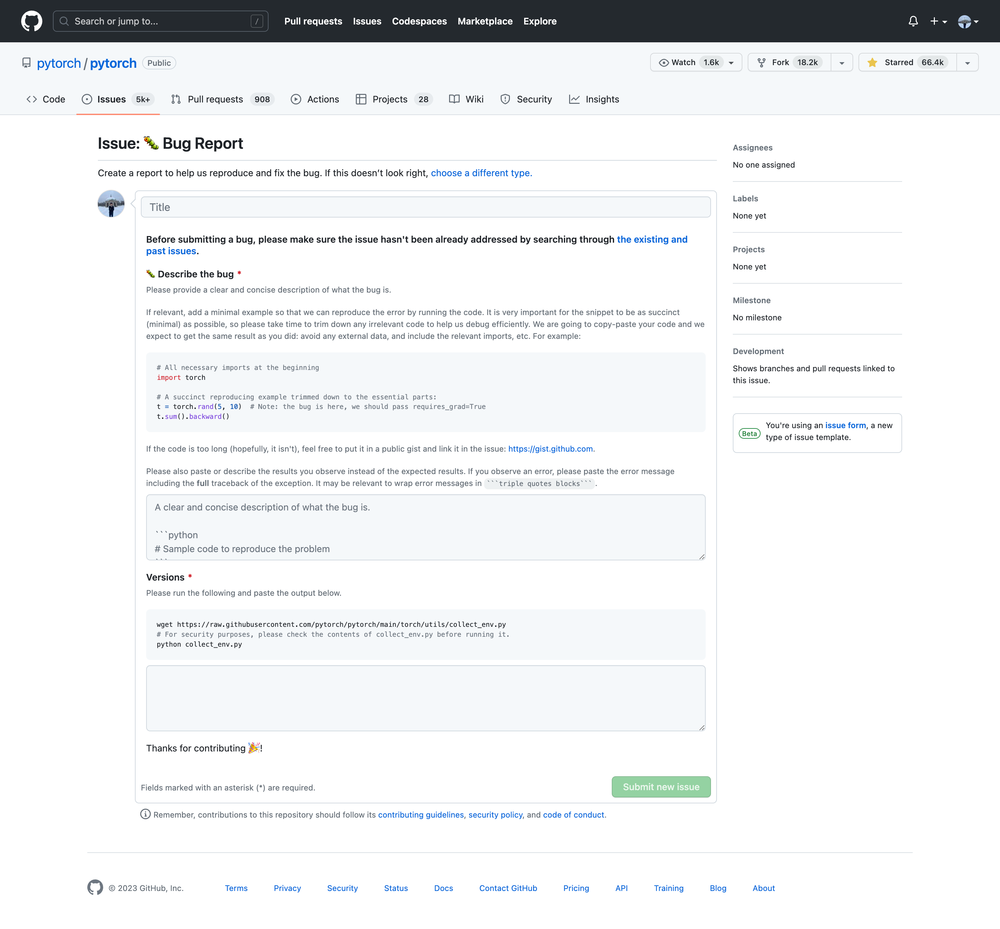 Search or jump to...
/
Pull requests
Issues
Codespaces
Marketplace
Explore
pytorch / pytorch
Public
Watch 1.6k
Fork 18.2k
Starred 66.4k
Code
Issues 5k+
Pull requests 908
Actions
Projects 28
Wiki
Security
Insights
Issue: 🐛 Bug Report
Create a report to help us reproduce and fix the bug. If this doesn’t look right, choose a different type.
Title
Before submitting a bug, please make sure the issue hasn't been already addressed by searching through the existing and
past issues.
🐛 Describe the bug *
Please provide a clear and concise description of what the bug is.
If relevant, add a minimal example so that we can reproduce the error by running the code. It is very important for the snippet to be as succinct
(minimal) as possible, so please take time to trim down any irrelevant code to help us debug efficiently. We are going to copy-paste your code and we
expect to get the same result as you did: avoid any external data, and include the relevant imports, etc. For example:
# All necessary imports at the beginning
import torch
# A succinct reproducing example trimmed down to the essential parts:
t = torch.rand(5, 10)  # Note: the bug is here, we should pass requires_grad=True
t.sum().backward()
If the code is too long (hopefully, it isn't), feel free to put it in a public gist and link it in the issue: https://gist.github.com.
Please also paste or describe the results you observe instead of the expected results. If you observe an error, please paste the error message
including the full traceback of the exception. It may be relevant to wrap error messages in ```triple quotes blocks```.
A clear and concise description of what the bug is.
```python
# Sample code to reproduce the problem
```
Versions *
Please run the following and paste the output below.
wget https://raw.githubusercontent.com/pytorch/pytorch/main/torch/utils/collect_env.py
# For security purposes, please check the contents of collect_env.py before running it.
python collect_env.py
Thanks for contributing 🎉!
Fields marked with an asterisk (*) are required.
Submit new issue
Remember, contributions to this repository should follow its contributing guidelines, security policy, and code of conduct.
Assignees
No one assigned
Labels
None yet
Projects
None yet
Milestone
No milestone
Development
Shows branches and pull requests linked to
this issue.
Beta
You're using an issue form, a new
type of issue template.
© 2023 GitHub, Inc.
Terms
Privacy
Security
Status
Docs
Contact GitHub
Pricing
API
Training
Blog
About